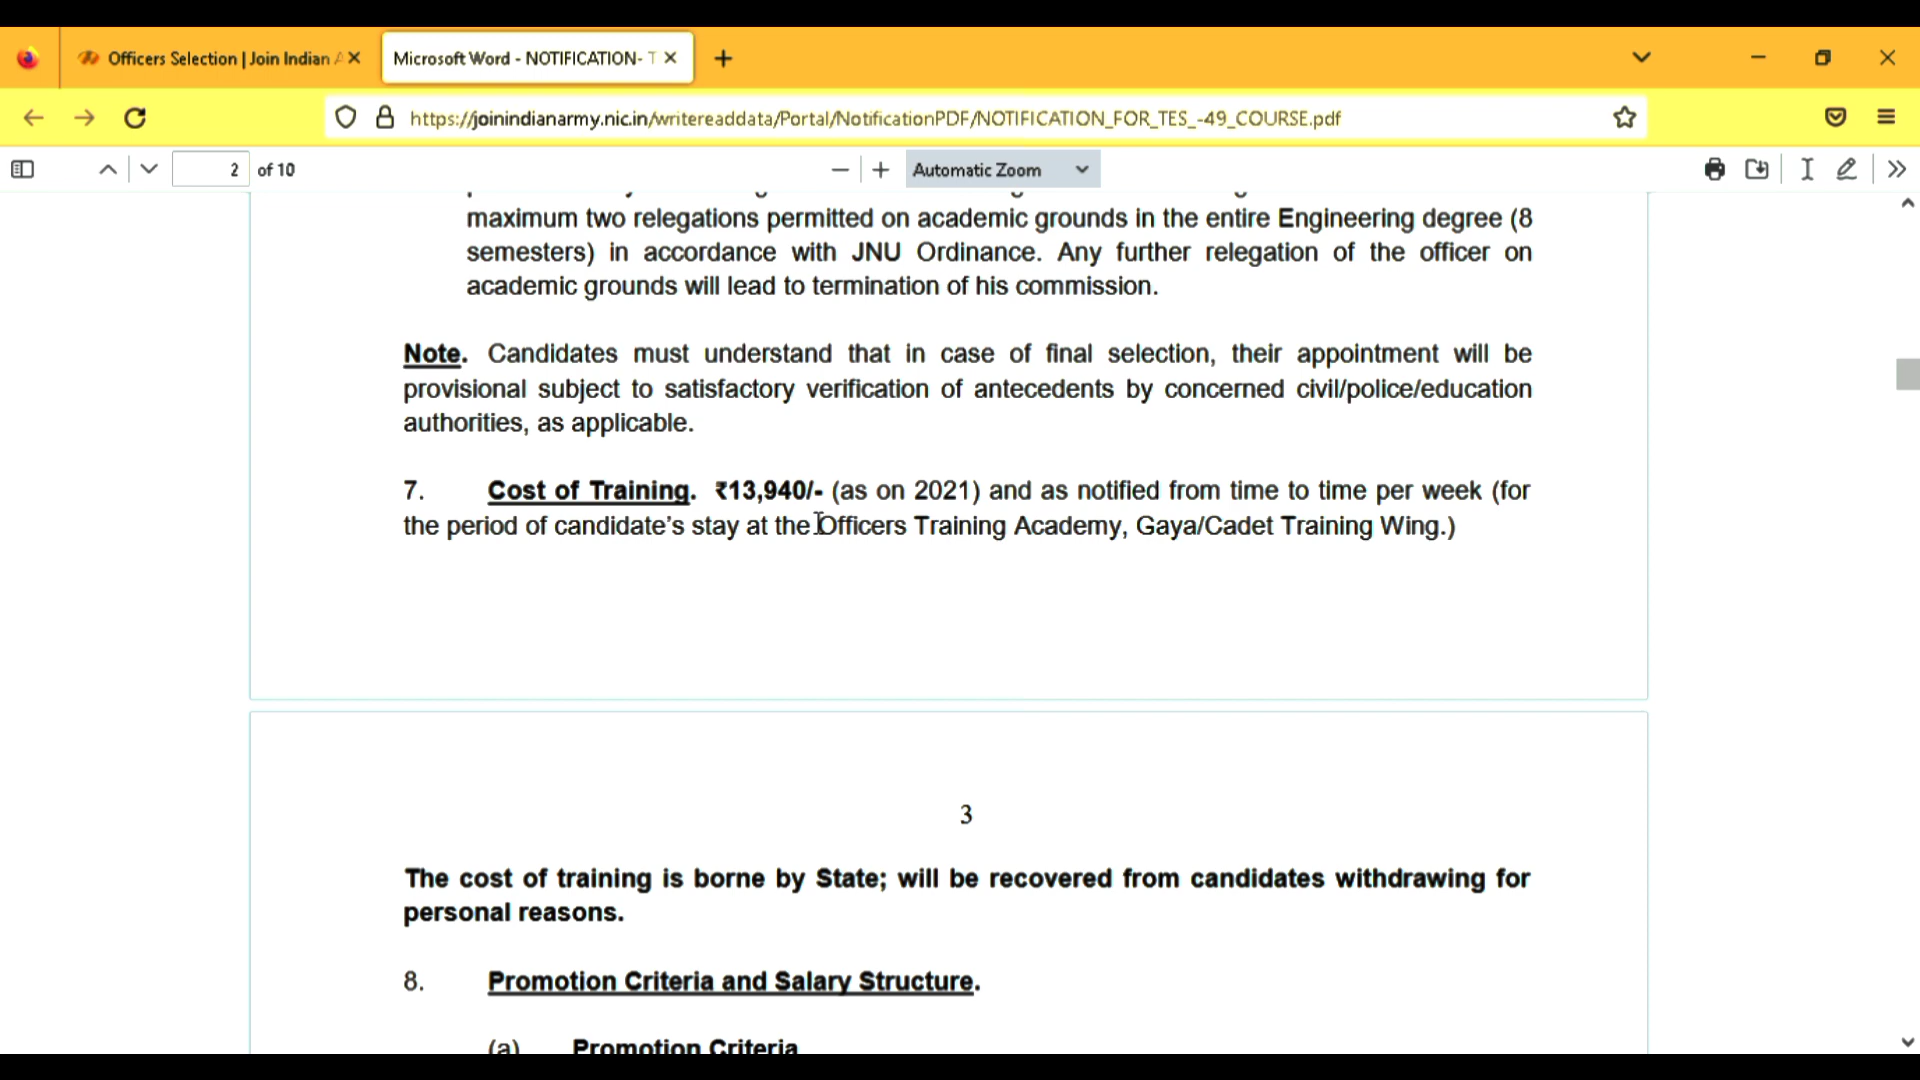 Officers Selection | Join Indian A
Microsoft Word - NOTIFICATION- T
https://joinindianarmy.nic.in/writereaddata/Portal/NotificationPDF/NOTIFICATION_FOR_TES_-49_COURSE.pdf
2 of 10
Automatic Zoom
maximum two relegations permitted on academic grounds in the entire Engineering degree (8
semesters) in accordance with JNU Ordinance. Any further relegation of the officer on
academic grounds will lead to termination of his commission.
Note. Candidates must understand that in case of final selection, their appointment will be
provisional subject to satisfactory verification of antecedents by concerned civil/police/education
authorities, as applicable.
7. Cost of Training. ₹13,940/- (as on 2021) and as notified from time to time per week (for
the period of candidate's stay at the Officers Training Academy, Gaya/Cadet Training Wing.)
3
The cost of training is borne by State; will be recovered from candidates withdrawing for
personal reasons.
8. Promotion Criteria and Salary Structure.
(a) Promotion Criteria